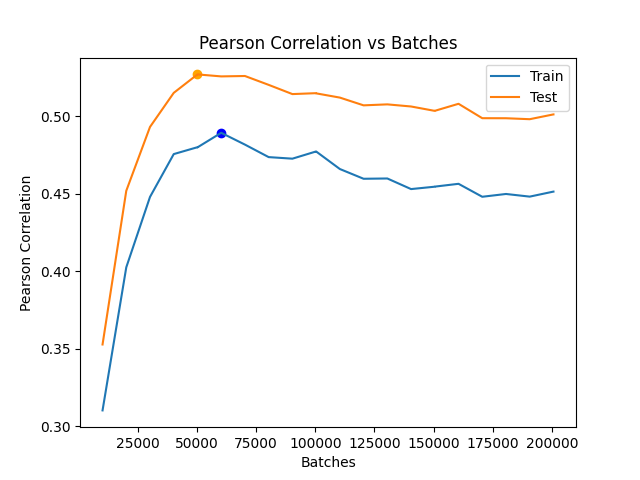 Pearson Correlation vs Batches
Train
Test
Pearson Correlation
0.50
0.45
0.40
0.35
0.30
25000 50000 75000 100000 125000 150000 175000 200000
Batches